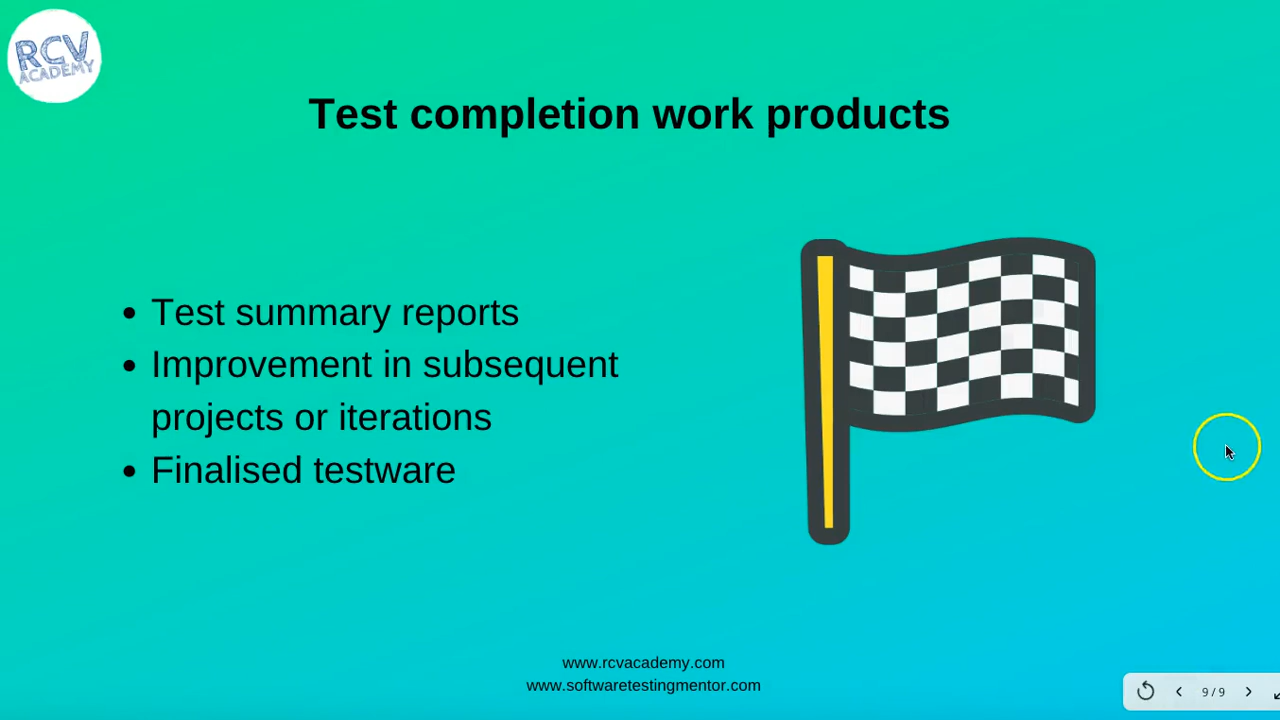 RCV
ACADEMY
Test completion work products
• Test summary reports
• Improvement in subsequent
projects or iterations
• Finalised testware
www.rcvacademy.com
www.softwaretestingmentor.com
9 / 9